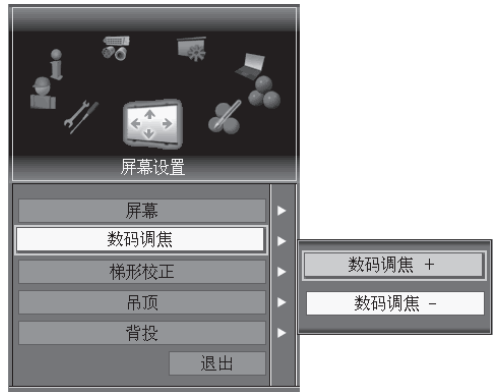 屏幕设置
屏幕
数码调焦
梯形校正
吊顶
背投
退出
数码调焦 +
数码调焦 -